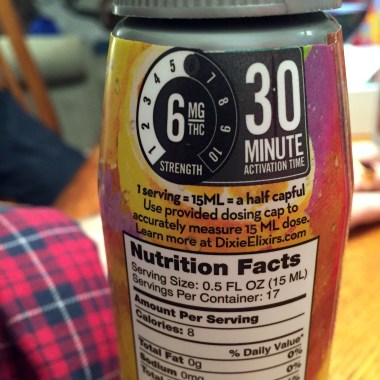 1 2 3 4 5 7 8 9 10
6 MG
THC
STRENGTH
30
MINUTE
ACTIVATION TIME
1 serving = 15ML = a half capful
Use provided dosing cap to
accurately measure 15 ML dose.
Learn more at DixieElixirs.com
Nutrition Facts
Serving Size: 0.5 FL OZ (15 ML)
Servings Per Container: 17
Amount Per Serving
Calories: 8
% Daily Value*
Total Fat 0g 0%
Sodium 0mg 0%